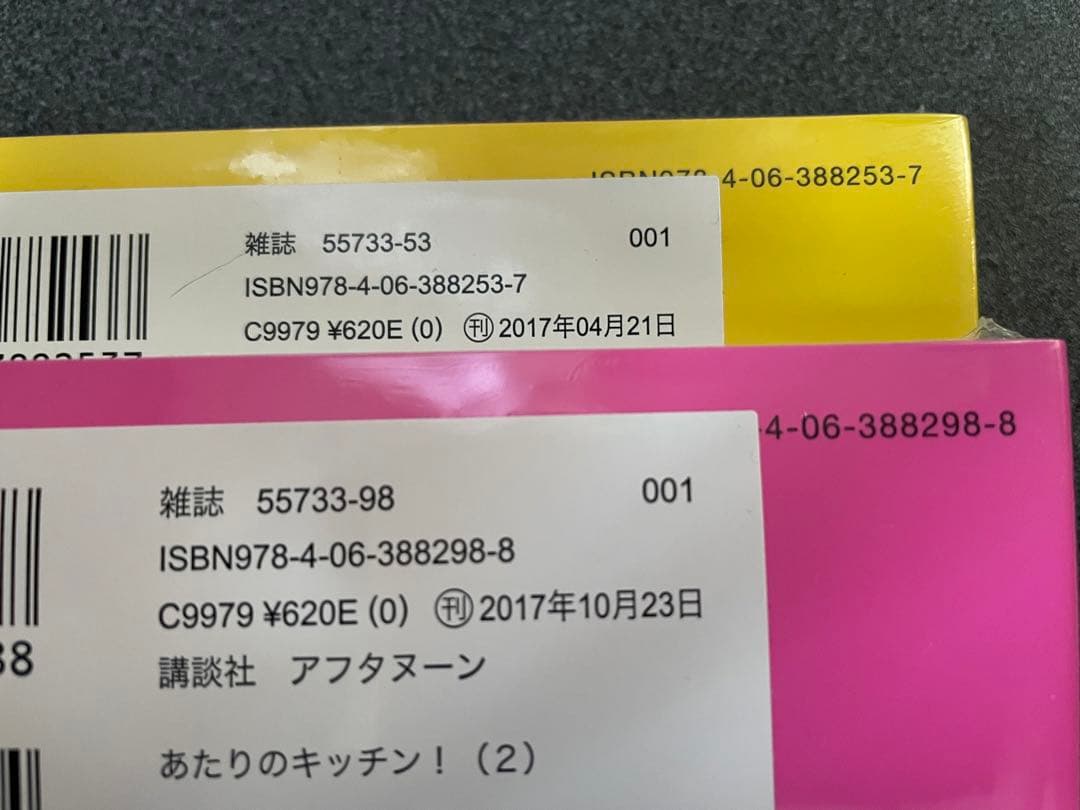 4-06-388253-7
雑誌　55733-53　001
ISBN978-4-06-388253-7
C9979 ¥620E (0)　㊞2017年04月21日
4-06-388298-8
雑誌　55733-98　001
ISBN978-4-06-388298-8
C9979 ¥620E (0)　刊2017年10月23日
講談社　アフタヌーン
38
あたりのキッチン！（２）